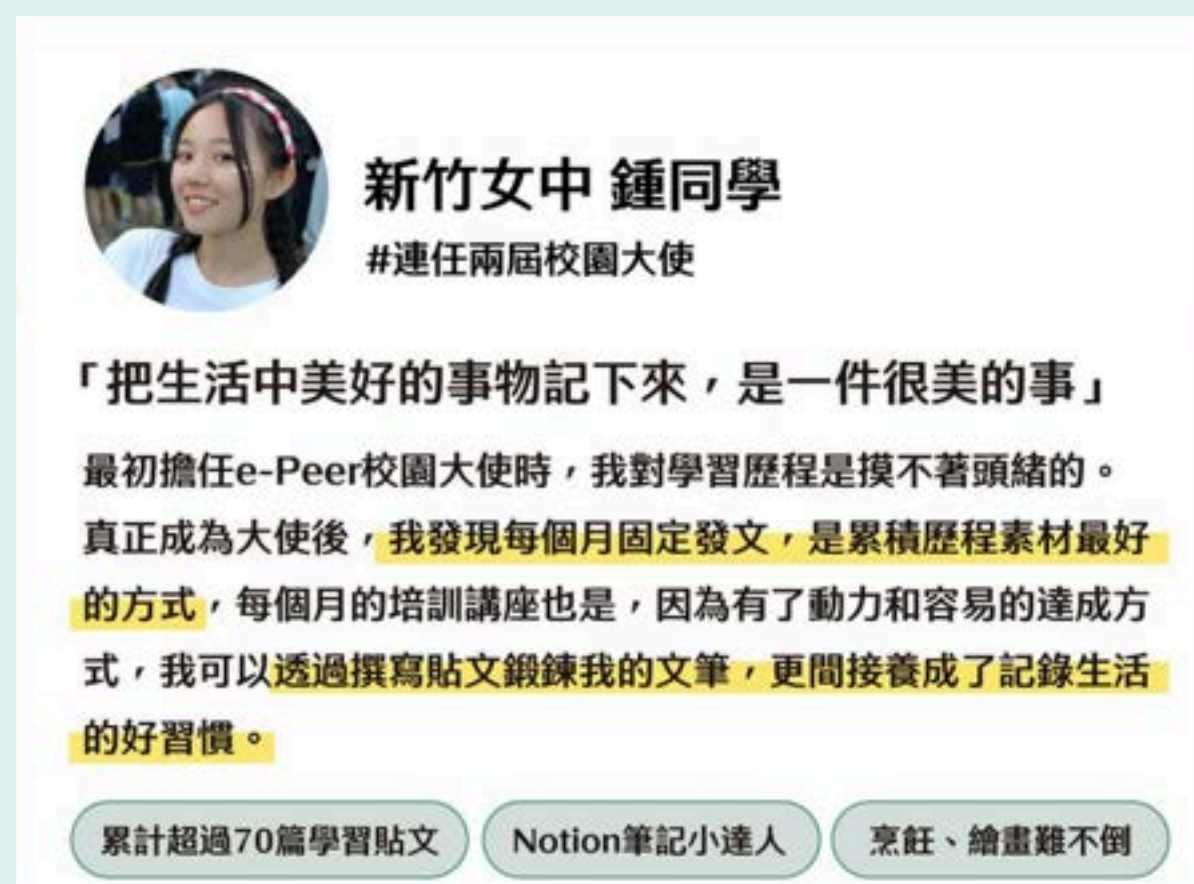 新竹女中 鍾同學
#連任兩屆校園大使
「把生活中美好的事物記下來，是一件很美的事」
最初擔任e-Peer校園大使時，我對學習歷程是摸不著頭緒的。
真正成為大使後，我發現每個月固定發文，是累積歷程素材最好
的方式，每個月的培訓講座也是，因為有了動力和容易的達成方
式，我可以透過撰寫貼文鍛鍊我的文筆，更間接養成了記錄生活
的好習慣。
累計超過70篇學習貼文
Notion筆記小達人
烹飪、繪畫難不倒